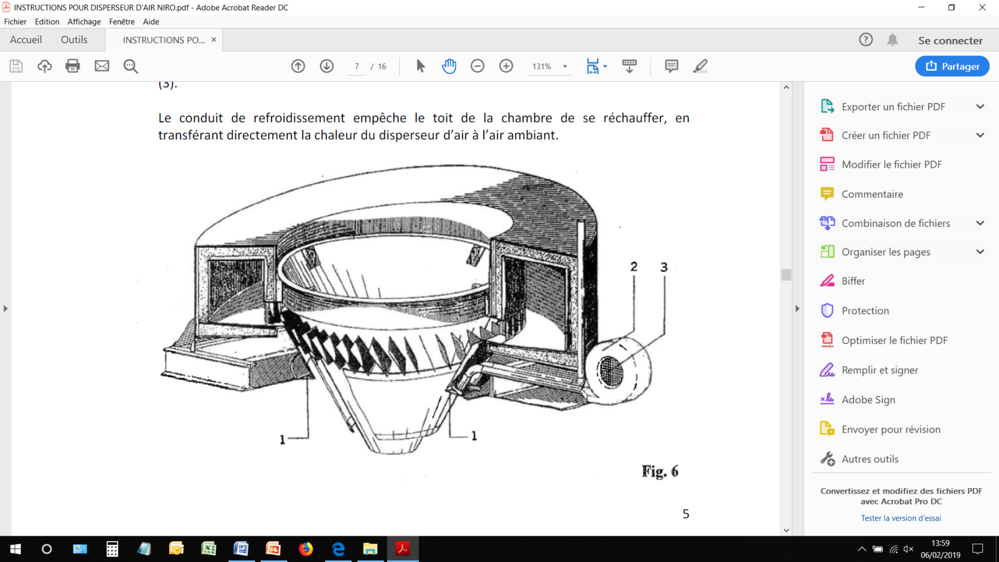 INSTRUCTIONS POUR DISPERSEUR D'AIR NIRO.pdf - Adobe Acrobat Reader DC
Fichier Edition Affichage Fenêtre Aide
Accueil Outils INSTRUCTIONS PO... × Se connecter
7 / 16 131% Partager
(3).
Le conduit de refroidissement empêche le toit de la chambre de se réchauffer, en
transférant directement la chaleur du disperseur d’air à l’air ambiant.
2 3
1 1
Fig. 6
5
Exporter un fichier PDF
Créer un fichier PDF
Modifier le fichier PDF
Commentaire
Combinaison de fichiers
Organiser les pages
Biffer
Protection
Optimiser le fichier PDF
Remplir et signer
Adobe Sign
Envoyer pour révision
Autres outils
Convertissez et modifiez des fichiers PDF
avec Acrobat Pro DC
Tester la version d'essai
13:59
06/02/2019